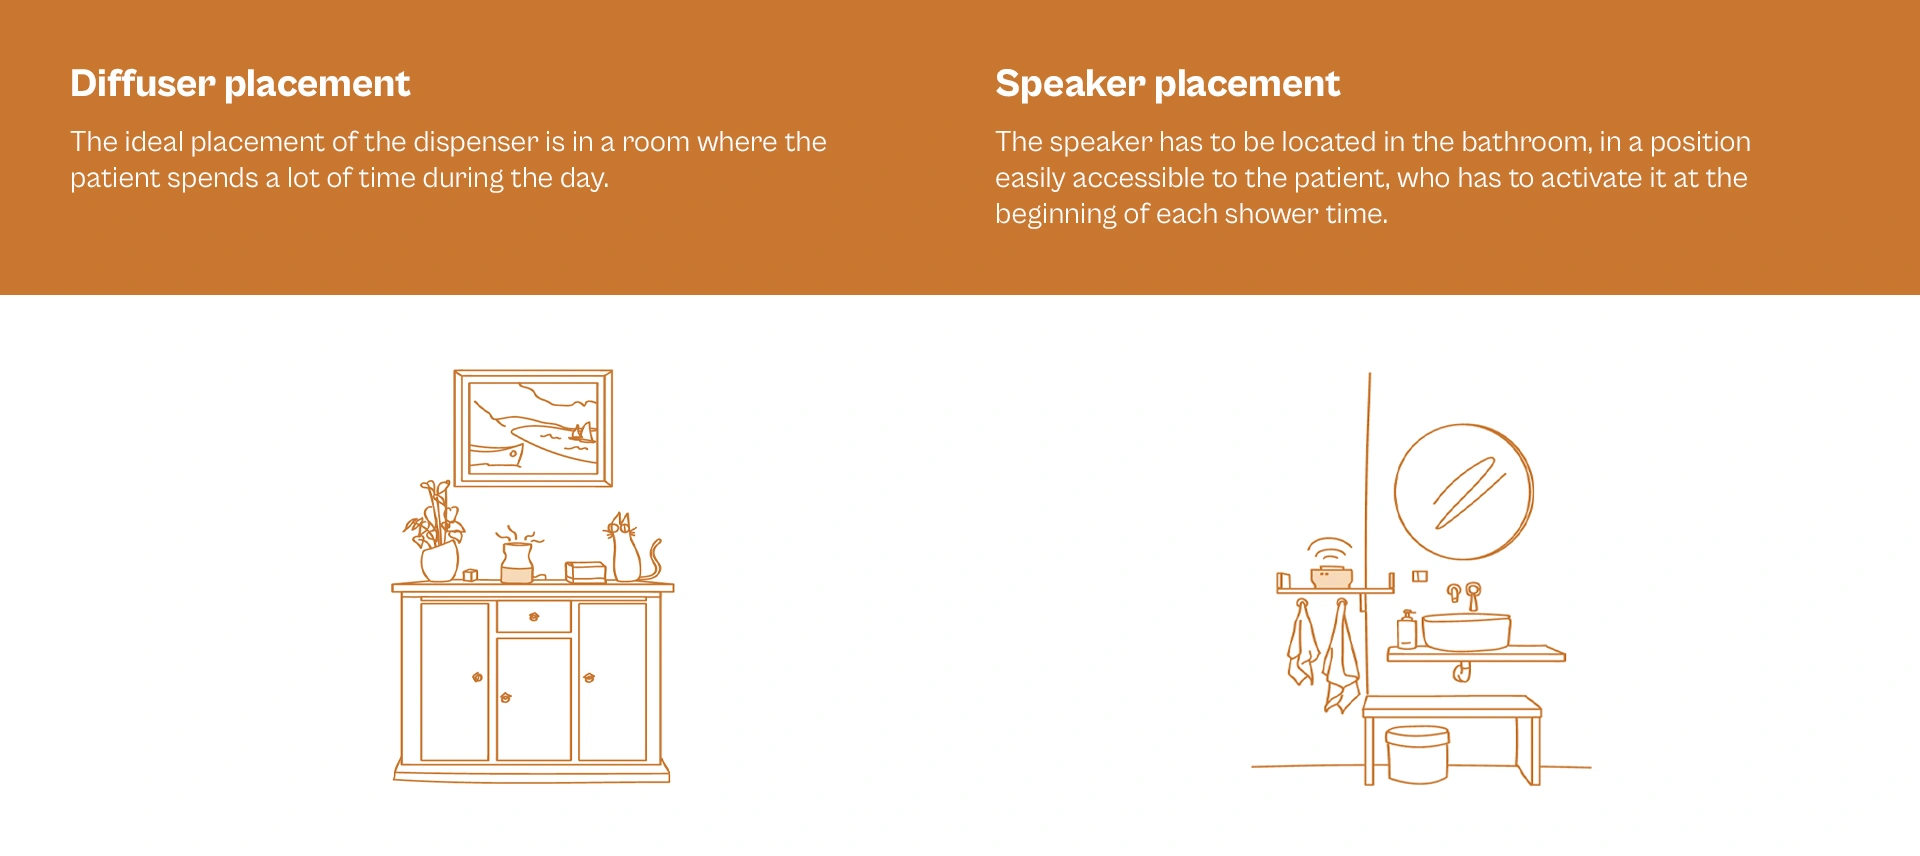 Diffuser placement
The ideal placement of the dispenser is in a room where the
patient spends a lot of time during the day.
Speaker placement
The speaker has to be located in the bathroom, in a position
easily accessible to the patient, who has to activate it at the
beginning of each shower time.